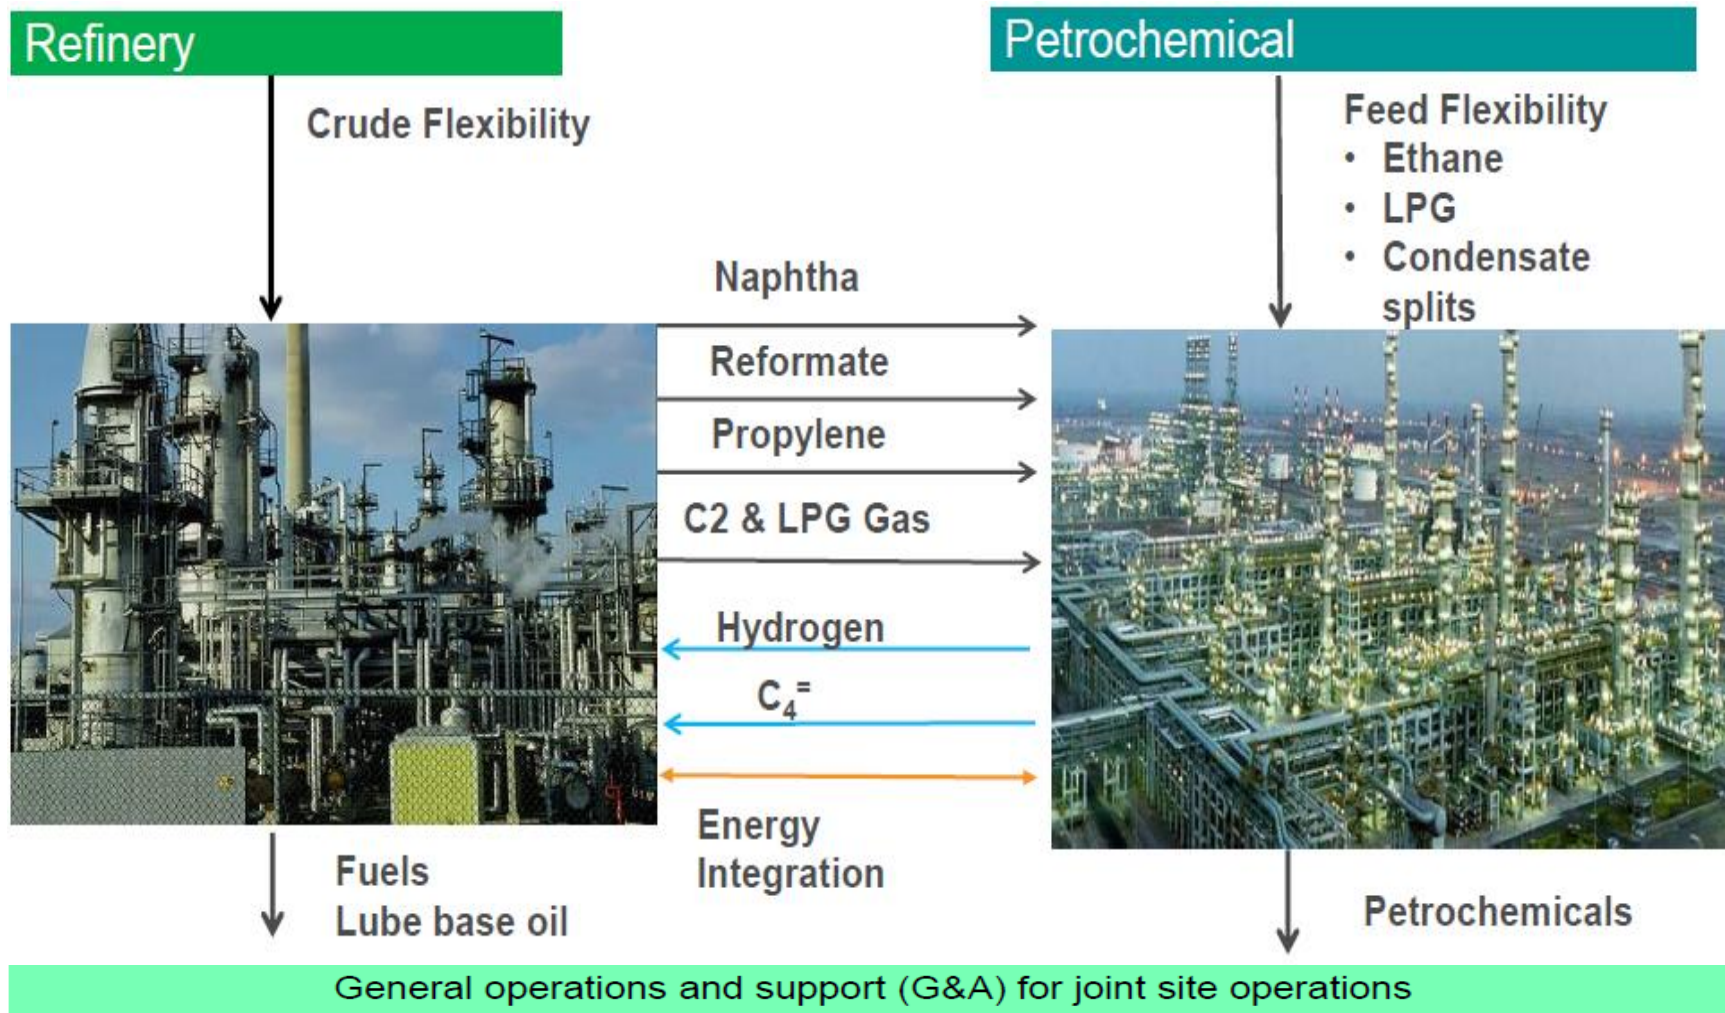 Refinery
Petrochemical
Crude Flexibility
Feed Flexibility
• Ethane
• LPG
• Condensate
splits
Naphtha
Reformate
Propylene
C2 & LPG Gas
Hydrogen
C₄⁼
Energy
Integration
Fuels
Lube base oil
Petrochemicals
General operations and support (G&A) for joint site operations